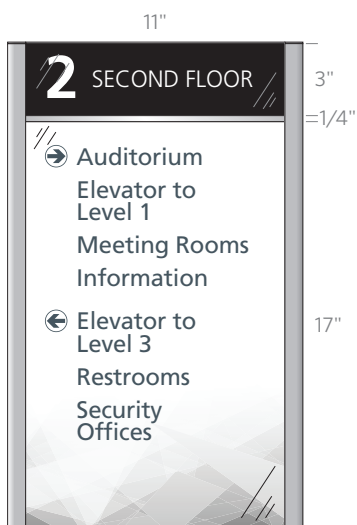 11"
2 SECOND FLOOR
3"
1/4"
Auditorium
Elevator to
Level 1
Meeting Rooms
Information
Elevator to
Level 3
17"
Restrooms
Security
Offices